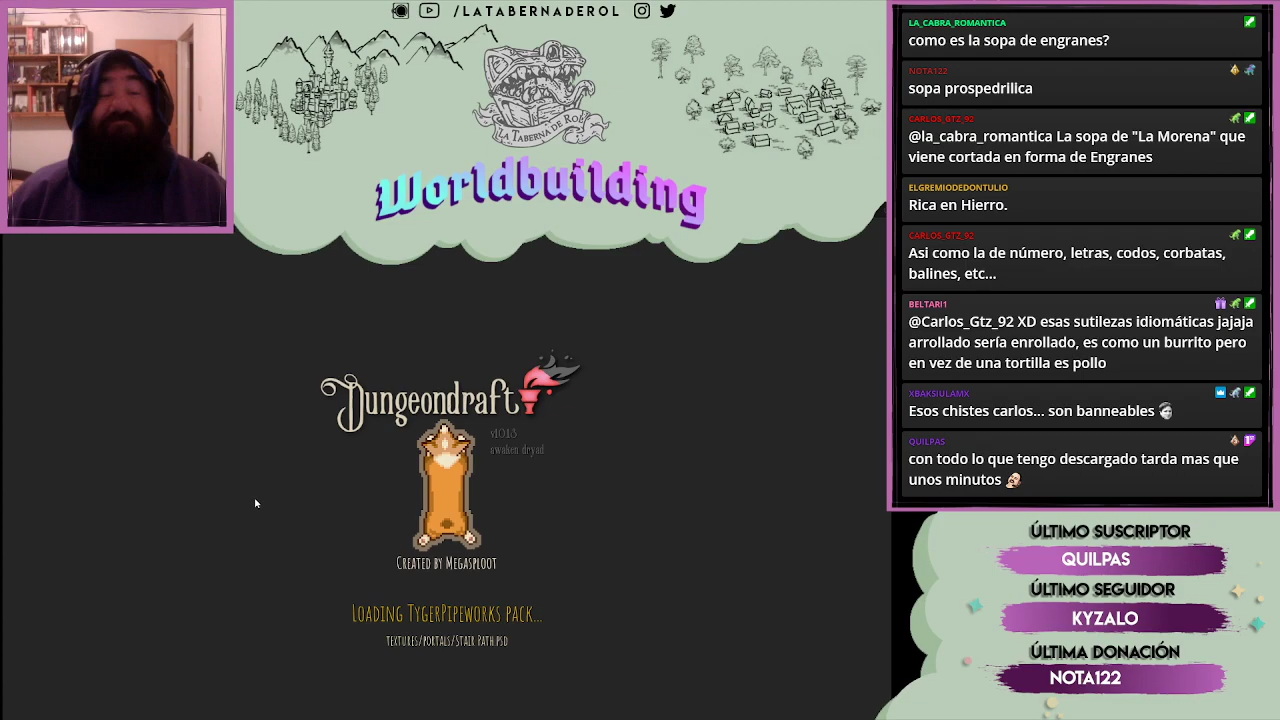 /LATABERNADEROL
LA TABERNA DE ROL
Worldbuilding
Dungeondraft
v1013
awaken dryad
CREATED BY MEGASPLOOT
LOADING TYGERPIPEWORKS PACK...
TEXTURES/PORTALS/STAIR PATH.PSD
LA_CABRA_ROMANTICA
como es la sopa de engranes?
NOTA122
sopa prospedrilica
CARLOS_GTZ_92
@la_cabra_romantica La sopa de "La Morena" que
viene cortada en forma de Engranes
ELGREMIODEDONTULIO
Rica en Hierro.
CARLOS_GTZ_92
Asi como la de número, letras, codos, corbatas,
balines, etc...
BELTARI1
@Carlos_Gtz_92 XD esas sutilezas idiomáticas jajaja
arrollado sería enrollado, es como un burrito pero
en vez de una tortilla es pollo
XBAKSIULAMX
Esos chistes carlos... son banneables
QUILPAS
con todo lo que tengo descargado tarda mas que
unos minutos
ÚLTIMO SUSCRIPTOR
QUILPAS
ÚLTIMO SEGUIDOR
KYZALO
ÚLTIMA DONACIÓN
NOTA122